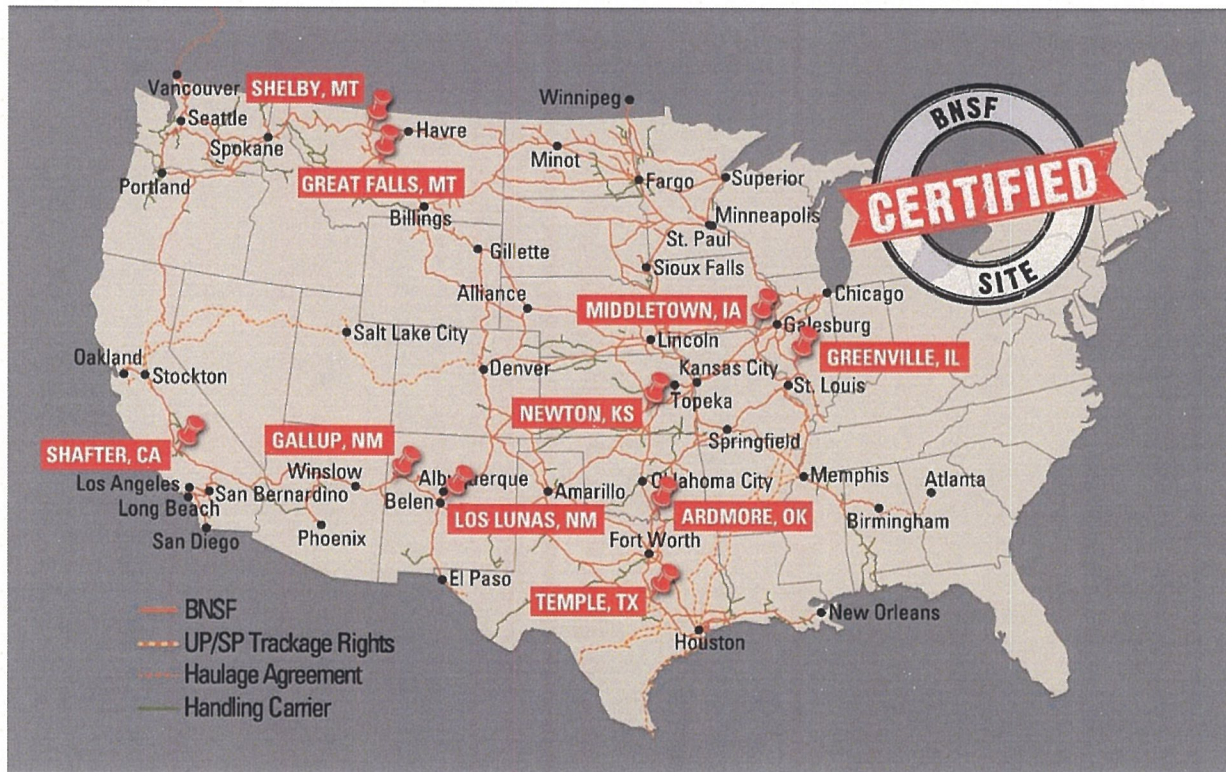 Vancouver
SHELBY, MT
Winnipeg
BNSF
CERTIFIED
SITE
Seattle
Havre
Spokane
Minot
Portland
GREAT FALLS, MT
Fargo
Superior
Billings
Minneapolis
St. Paul
Gillette
Sioux Falls
Alliance
MIDDLETOWN, IA
Chicago
Galesburg
Salt Lake City
Lincoln
GREENVILLE, IL
Oakland
Stockton
Denver
Kansas City
St. Louis
Topeka
NEWTON, KS
Springfield
SHAFTER, CA
GALLUP, NM
Winslow
Albuquerque
Los Angeles
San Bernardino
Long Beach
Belen
Amarillo
Oklahoma City
Memphis
Atlanta
LOS LUNAS, NM
ARDMORE, OK
Birmingham
San Diego
Phoenix
Fort Worth
El Paso
TEMPLE, TX
New Orleans
Houston
BNSF
UP/SP Trackage Rights
Haulage Agreement
Handling Carrier